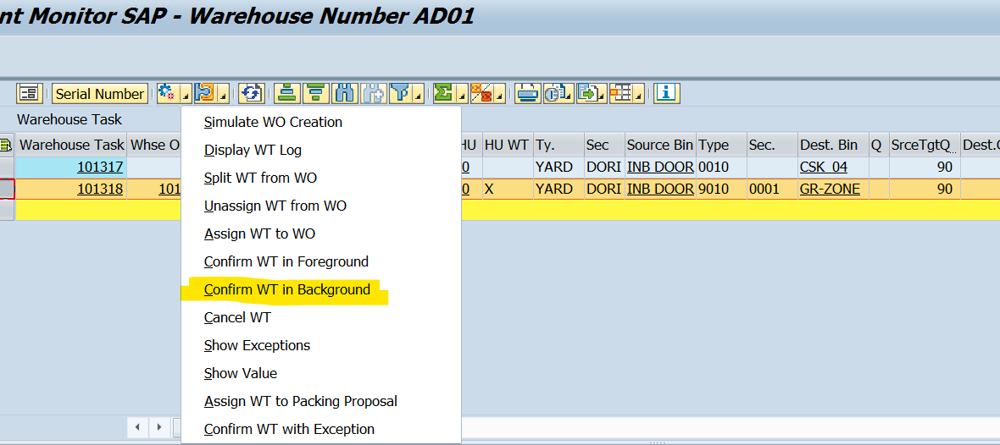 nt Monitor SAP - Warehouse Number AD01
Serial Number
Warehouse Task
Warehouse Task Whse O HU HU WT Ty. Sec Source Bin Type Sec. Dest. Bin Q SrceTgtQ... Dest.
101317 0 YARD DORI INB DOOR 0010 CSK_04 90
101318 101 0 X YARD DORI INB DOOR 9010 0001 GR-ZONE 90
Simulate WO Creation
Display WT Log
Split WT from WO
Unassign WT from WO
Assign WT to WO
Confirm WT in Foreground
Confirm WT in Background
Cancel WT
Show Exceptions
Show Value
Assign WT to Packing Proposal
Confirm WT with Exception